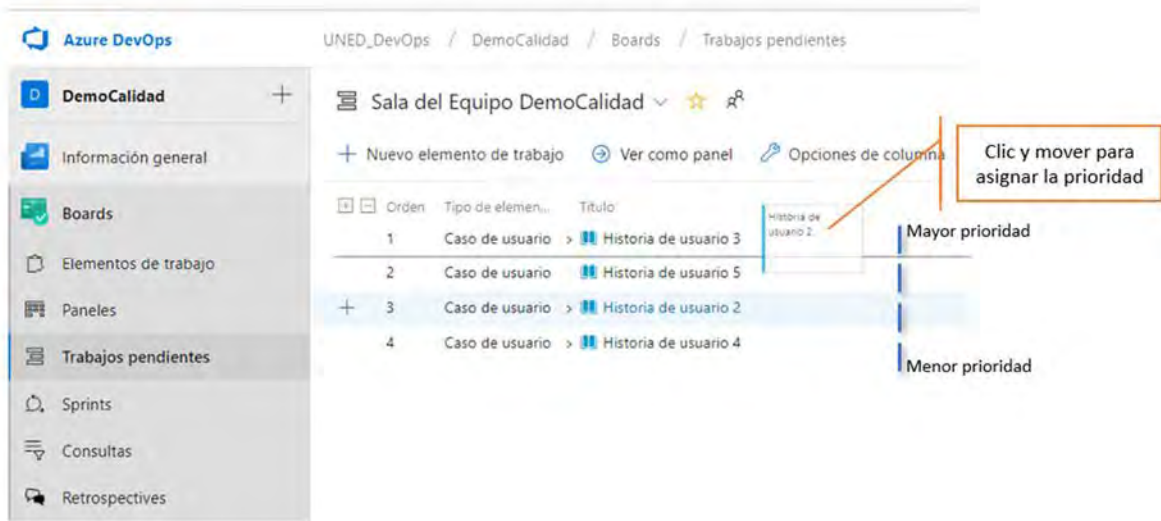 Azure DevOps
UNED_DevOps / DemoCalidad / Boards / Trabajos pendientes
D DemoCalidad
Sala del Equipo DemoCalidad
Información general
Nuevo elemento de trabajo Ver como panel Opciones de columna
Clic y mover para
asignar la prioridad
Boards
Orden Tipo de elemen... Título
Historia de
usuario 2
1 Caso de usuario > Historia de usuario 3
Mayor prioridad
Elementos de trabajo
2 Caso de usuario > Historia de usuario 5
Paneles
+ 3 Caso de usuario > Historia de usuario 2
4 Caso de usuario > Historia de usuario 4
Trabajos pendientes
Menor prioridad
Sprints
Consultas
Retrospectives